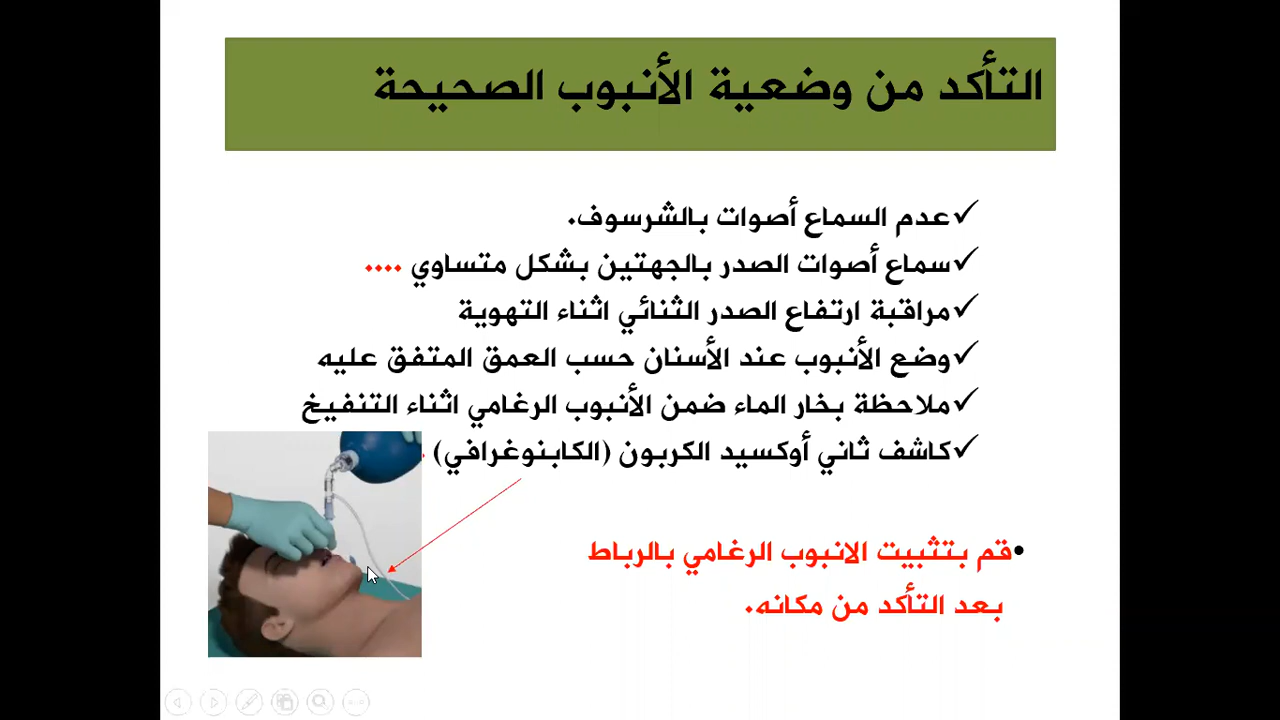 التأكد من وضعية الأنبوب الصحيحة
✓عدم السماع أصوات بالشرسوف.
✓سماع أصوات الصدر بالجهتين بشكل متساوي ....
✓مراقبة ارتفاع الصدر الثنائي اثناء التهوية
✓وضع الأنبوب عند الأسنان حسب العمق المتفق عليه
✓ملاحظة بخار الماء ضمن الأنبوب الرغامي اثناء التنفيخ
✓كاشف ثاني أوكسيد الكربون (الكابنوغرافي)
•قم بتثبيت الانبوب الرغامي بالرباط
بعد التأكد من مكانه.